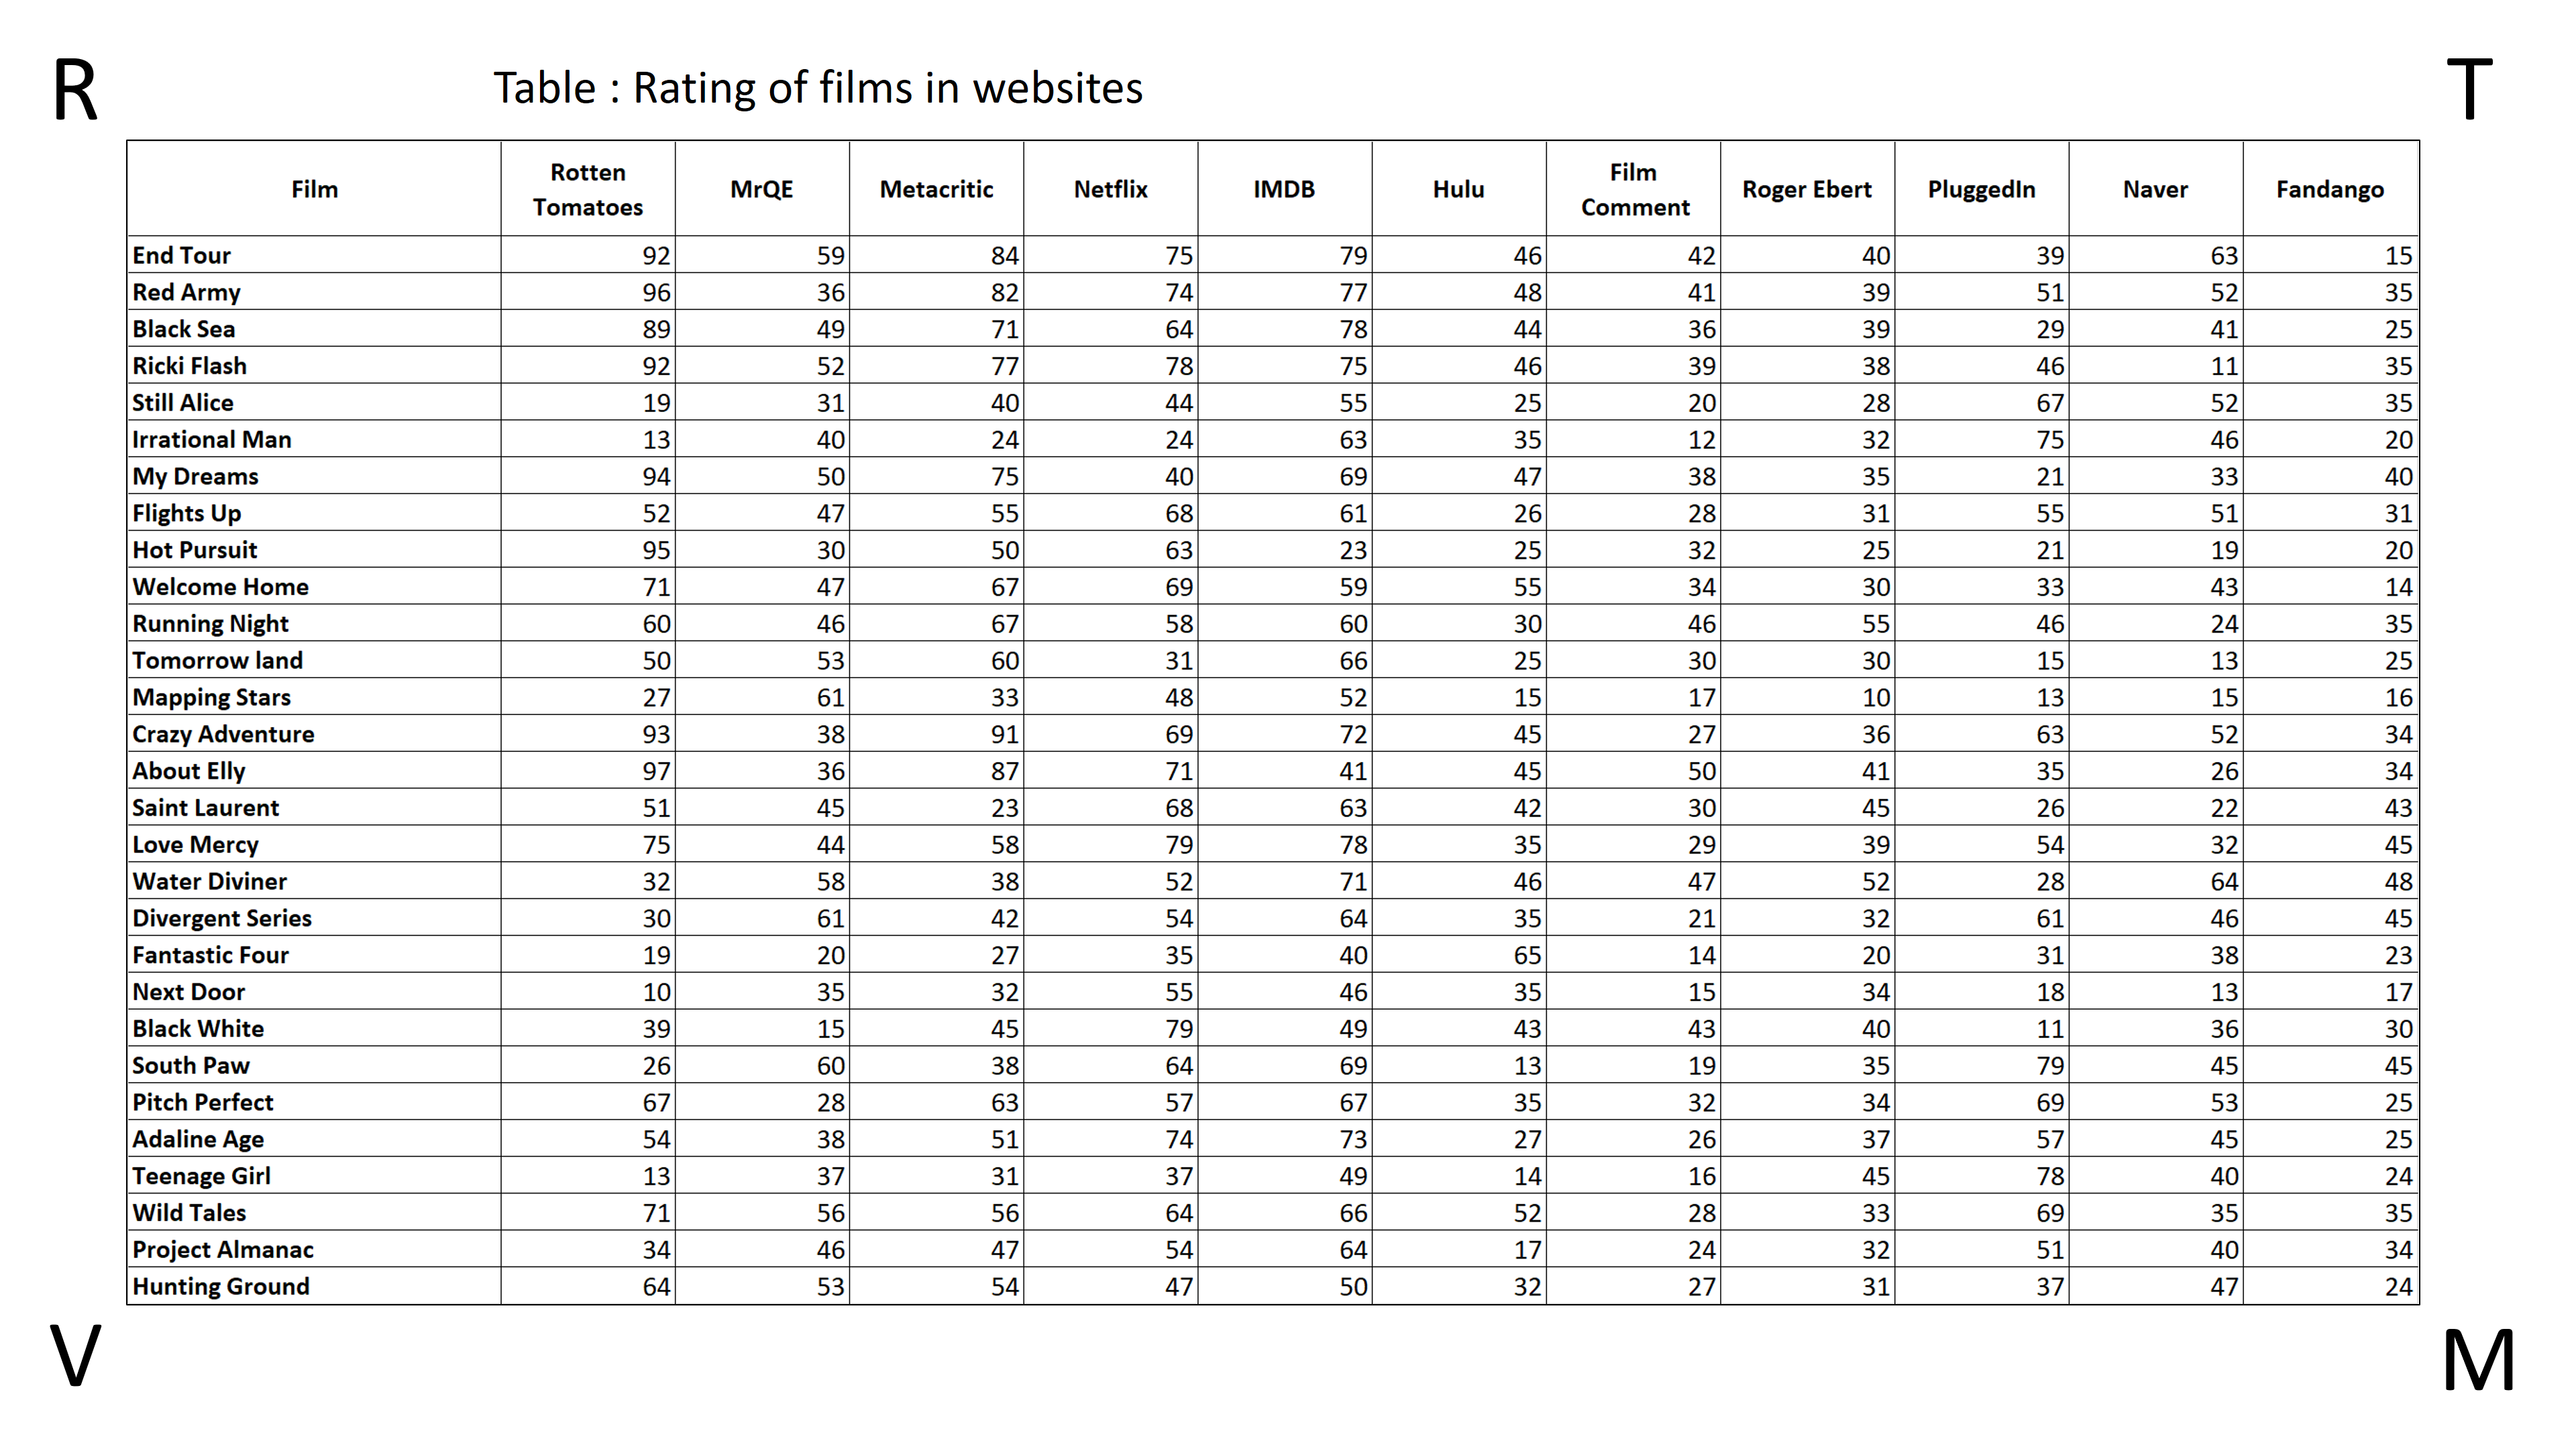 R T
Table : Rating of films in websites
Film Rotten Tomatoes MrQE Metacritic Netflix IMDB Hulu Film Comment Roger Ebert PluggedIn Naver Fandango
End Tour 92 59 84 75 79 46 42 40 39 63 15
Red Army 96 36 82 74 77 48 41 39 51 52 35
Black Sea 89 49 71 64 78 44 36 39 29 41 25
Ricki Flash 92 52 77 78 75 46 39 38 46 11 35
Still Alice 19 31 40 44 55 25 20 28 67 52 35
Irrational Man 13 40 24 24 63 35 12 32 75 46 20
My Dreams 94 50 75 40 69 47 38 35 21 33 40
Flights Up 52 47 55 68 61 26 28 31 55 51 31
Hot Pursuit 95 30 50 63 23 25 32 25 21 19 20
Welcome Home 71 47 67 69 59 55 34 30 33 43 14
Running Night 60 46 67 58 60 30 46 55 46 24 35
Tomorrow land 50 53 60 31 66 25 30 30 15 13 25
Mapping Stars 27 61 33 48 52 15 17 10 13 15 16
Crazy Adventure 93 38 91 69 72 45 27 36 63 52 34
About Elly 97 36 87 71 41 45 50 41 35 26 34
Saint Laurent 51 45 23 68 63 42 30 45 26 22 43
Love Mercy 75 44 58 79 78 35 29 39 54 32 45
Water Diviner 32 58 38 52 71 46 47 52 28 64 48
Divergent Series 30 61 42 54 64 35 21 32 61 46 45
Fantastic Four 19 20 27 35 40 65 14 20 31 38 23
Next Door 10 35 32 55 46 35 15 34 18 13 17
Black White 39 15 45 79 49 43 43 40 11 36 30
South Paw 26 60 38 64 69 13 19 35 79 45 45
Pitch Perfect 67 28 63 57 67 35 32 34 69 53 25
Adaline Age 54 38 51 74 73 27 26 37 57 45 25
Teenage Girl 13 37 31 37 49 14 16 45 78 40 24
Wild Tales 71 56 56 64 66 52 28 33 69 35 35
Project Almanac 34 46 47 54 64 17 24 32 51 40 34
Hunting Ground 64 53 54 47 50 32 27 31 37 47 24
V M